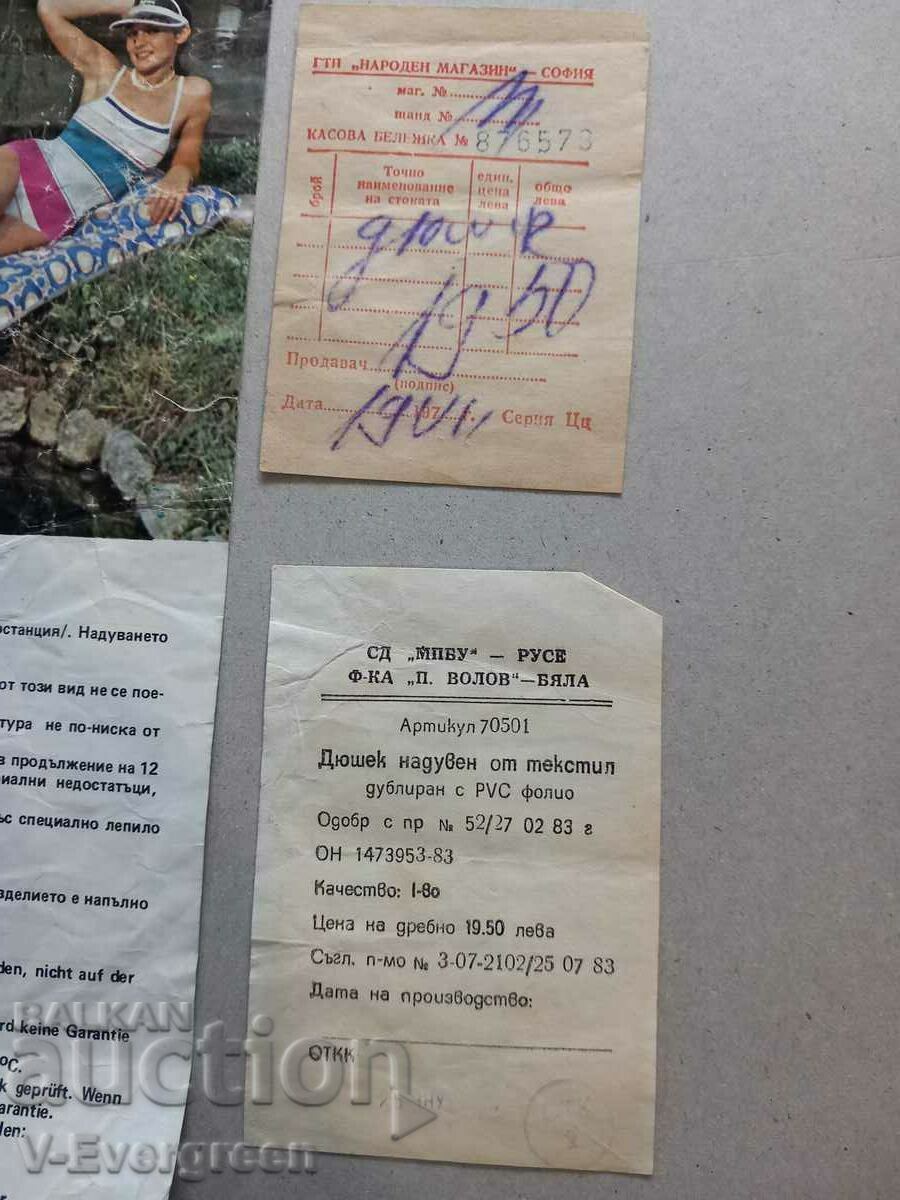 ГТП „НАРОДЕН МАГАЗИН“ — СОФИЯ
маг. №
щанд №
КАСОВА БЕЛЕЖКА № 876573
брой
Точно наименование на стоката
един. цена лева
общо лева
дюшек
19 50
Продавач
(подпис)
Дата 197 г. Серия Цц
останция/. Надуването
от този вид не се пое-
тура не по-ниска от
в продължение на 12
иални недостатъци,
ъс специално лепило
зделието е напълно
den, nicht auf der
rd keine Garantie
°C.
k geprüft. Wenn
arantie.
len:
СД „МПБУ“ — РУСЕ
Ф-КА „П. ВОЛОВ“—БЯЛА
Артикул 70501
Дюшек надувен от текстил
дублиран с PVC фолио
Одобр с пр № 52/27 02 83 г
ОН 1473953-83
Качество: I-во
Цена на дребно 19.50 лева
Съгл. п-мо № 3-07-2102/25 07 83
Дата на производство:
ОТКК
BALKAN
auction
V-Evergreen